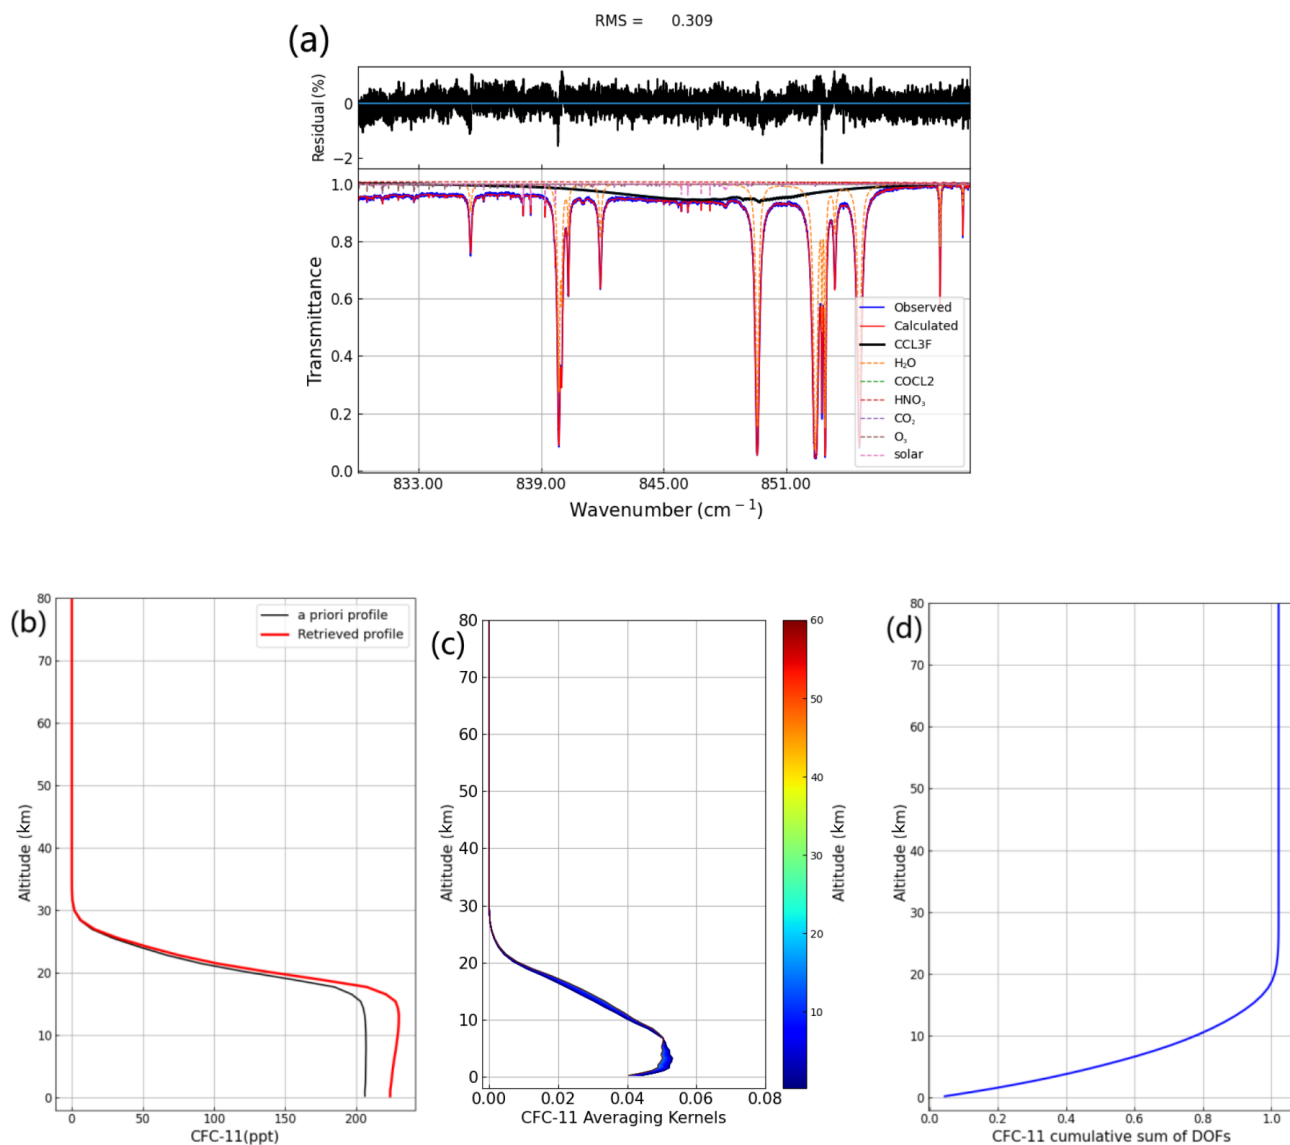 RMS = 0.309
(a)
Residual (%)
0
−2
Transmittance
1.0
0.8
0.6
0.4
0.2
0.0
Observed
Calculated
CCL3F
H₂O
COCL2
HNO₃
CO₂
O₃
solar
833.00 839.00 845.00 851.00
Wavenumber (cm⁻¹)
(b)
Altitude (km)
80
70
60
50
40
30
20
10
0
a priori profile
Retrieved profile
0 50 100 150 200
CFC-11(ppt)
(c)
Altitude (km)
80
70
60
50
40
30
20
10
0
0.00 0.02 0.04 0.06 0.08
CFC-11 Averaging Kernels
60
50
40
30
20
10
Altitude (km)
(d)
Altitude (km)
80
70
60
50
40
30
20
10
0
0.0 0.2 0.4 0.6 0.8 1.0
CFC-11 cumulative sum of DOFs